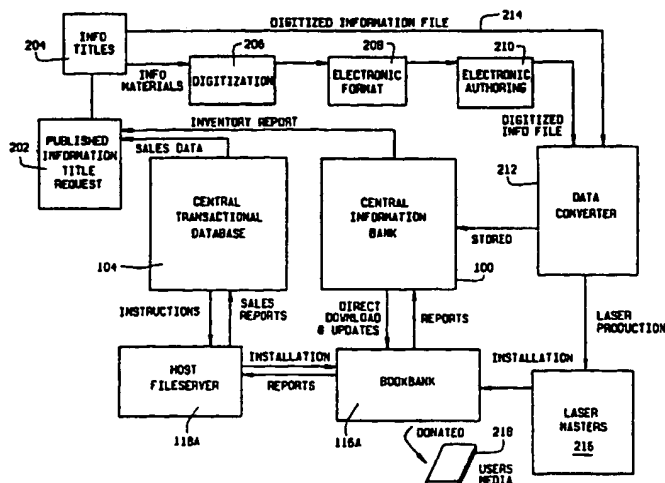 DIGITIZED INFORMATION FILE
214
INFO
TITLES
204
206
208
210
INFO
MATERIALS
DIGITIZATION
ELECTRONIC
FORMAT
ELECTRONIC
AUTHORING
INVENTORY REPORT
DIGITIZED
INFO FILE
202
PUBLISHED
INFORMATION
TITLE
REQUEST
SALES DATA
212
CENTRAL
TRANSACTIONAL
DATABASE
CENTRAL
INFORMATION
BANK
DATA
CONVERTER
STORED
104
100
INSTRUCTIONS
SALES
REPORTS
DIRECT
DOWNLOAD
& UPDATES
REPORTS
LASER
PRODUCTION
HOST
FILESERVER
INSTALLATION
REPORTS
BOOKBANK
INSTALLATION
LASER
MASTERS
216
118A
116A
DONATED
218
USERS
MEDIA